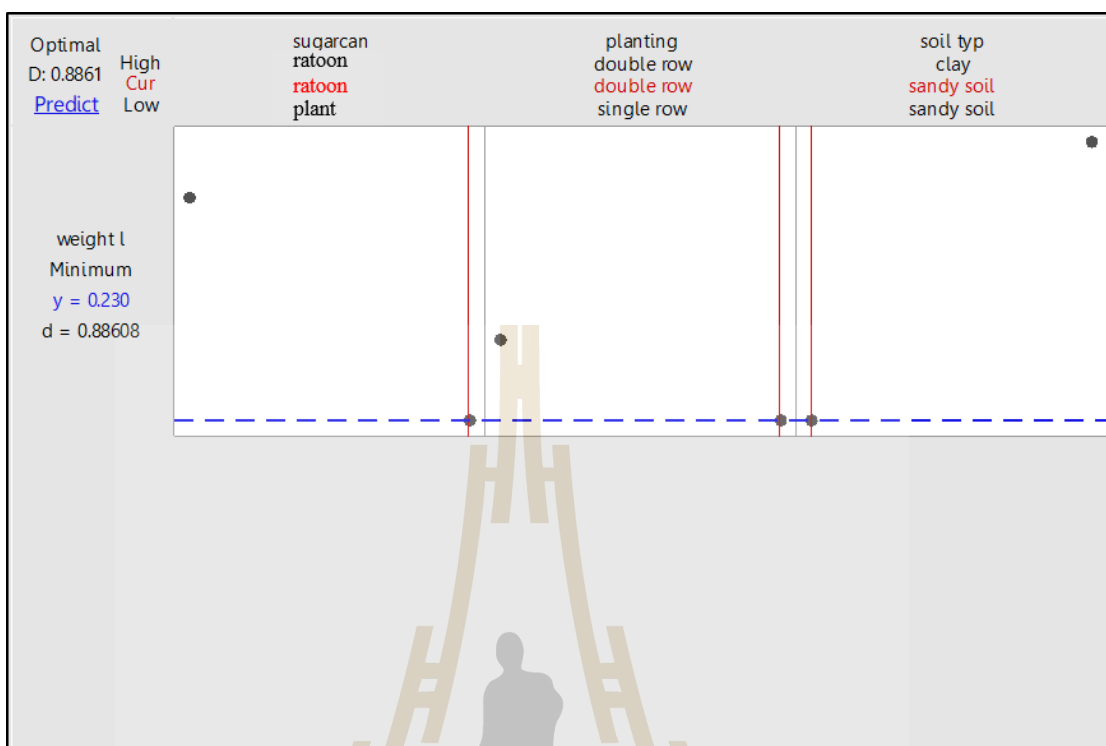 Optimal
D: 0.8861
Predict
High
Cur
Low
sugarcan
ratoon
ratoon
plant
planting
double row
double row
single row
soil typ
clay
sandy soil
sandy soil
weight l
Minimum
y = 0.230
d = 0.88608